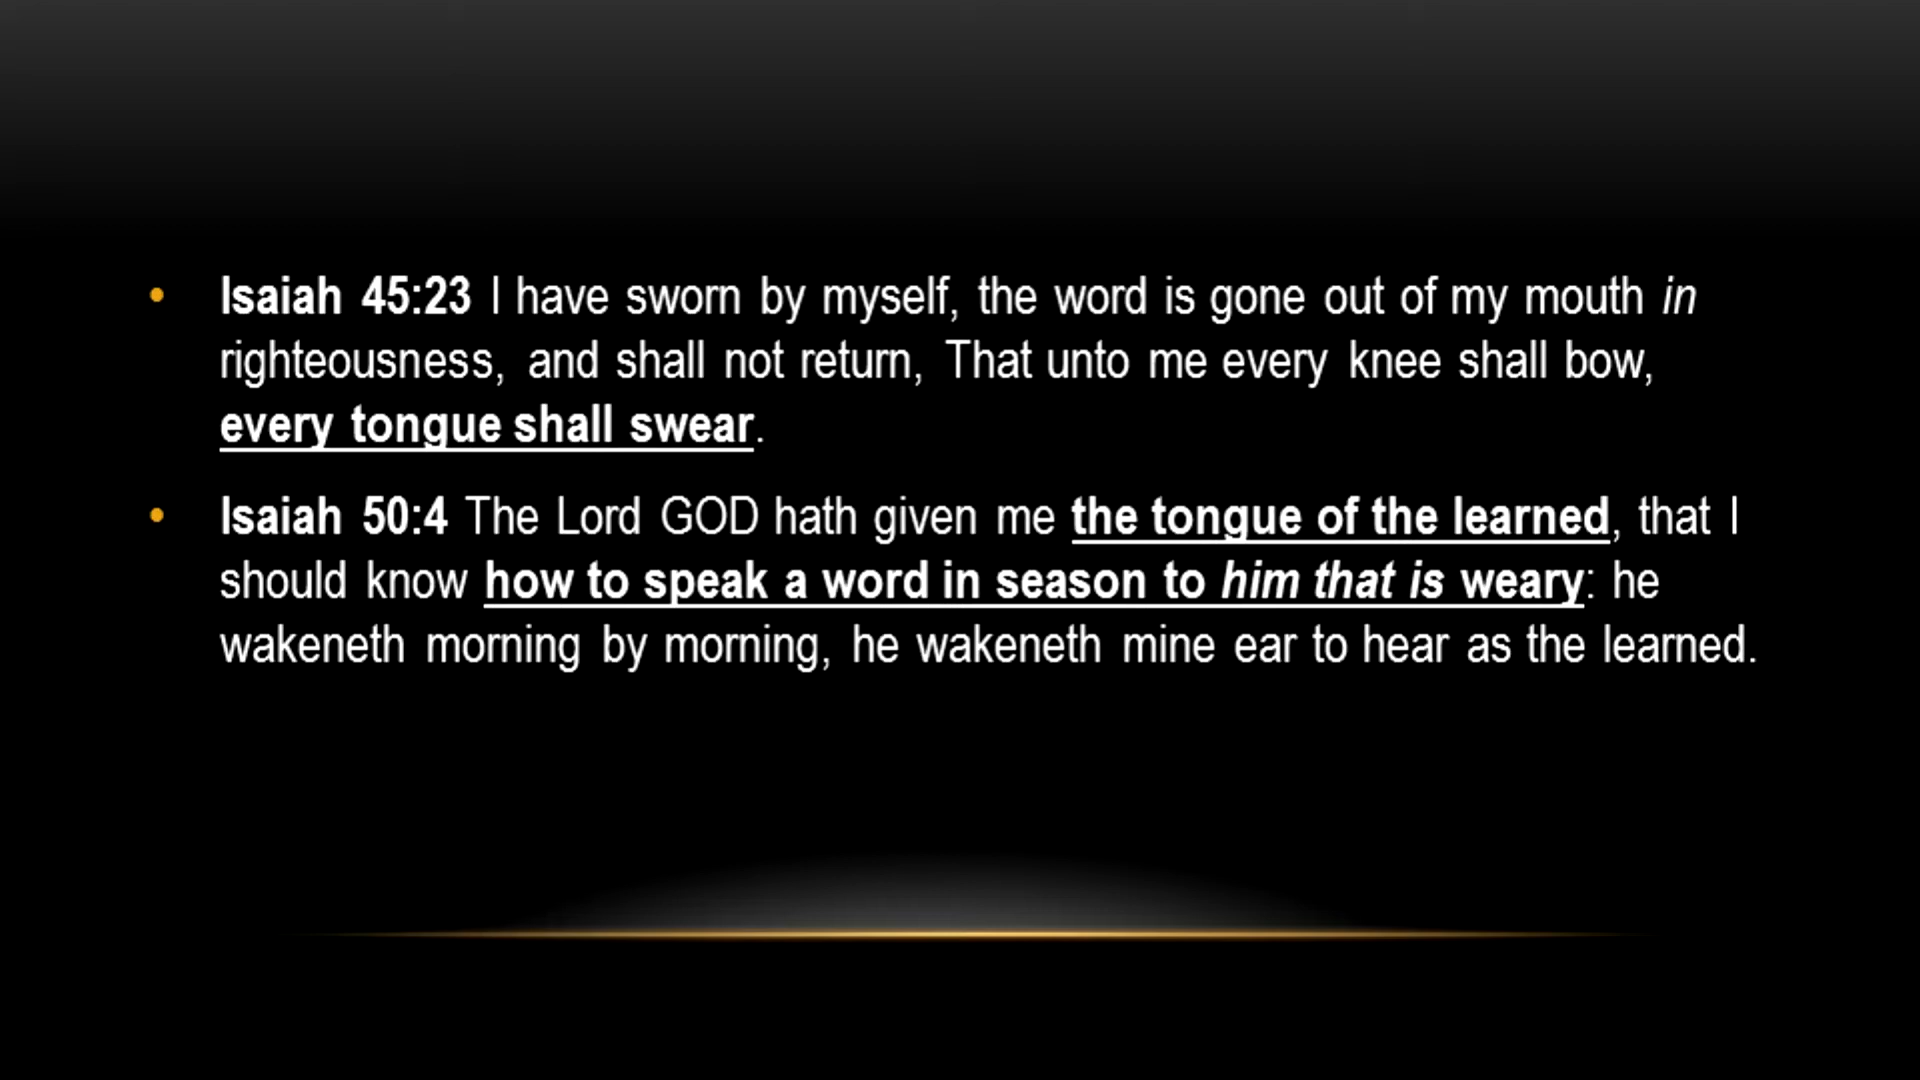 • Isaiah 45:23 I have sworn by myself, the word is gone out of my mouth in
righteousness, and shall not return, That unto me every knee shall bow,
every tongue shall swear.
• Isaiah 50:4 The Lord GOD hath given me the tongue of the learned, that I
should know how to speak a word in season to him that is weary: he
wakeneth morning by morning, he wakeneth mine ear to hear as the learned.